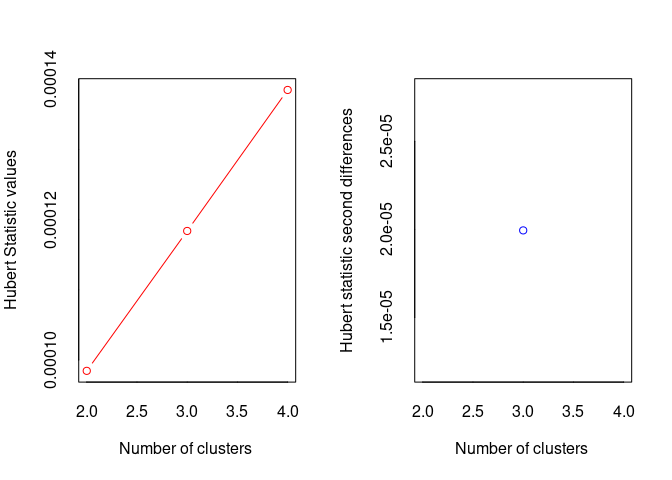 Hubert Statistic values
0.00014
0.00012
0.00010
2.0 2.5 3.0 3.5 4.0
Number of clusters
Hubert statistic second differences
2.5e-05
2.0e-05
1.5e-05
2.0 2.5 3.0 3.5 4.0
Number of clusters